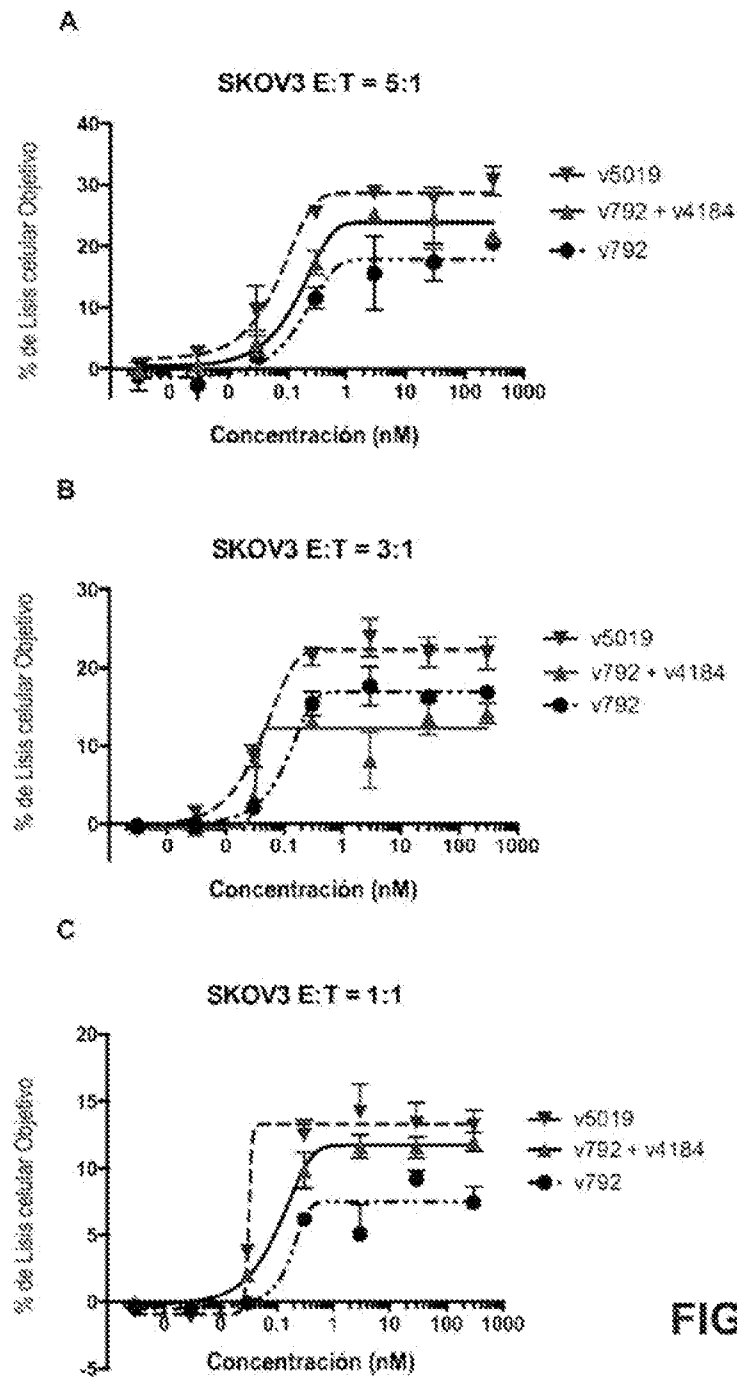 A
SKOV3 E:T = 5:1
% de Lisis celular Objetivo
40
30
20
10
0
0 0 0.1 1 10 100 1000
Concentración (nM)
v5019
v792 + v4184
v792
B
SKOV3 E:T = 3:1
% de Lisis celular Objetivo
30
20
10
0
0 0 0.1 1 10 100 1000
Concentración (nM)
v5019
v792 + v4184
v792
C
SKOV3 E:T = 1:1
% de Lisis celular Objetivo
20
15
10
5
0
-5
0 0 0.1 1 10 100 1000
Concentración (nM)
v5019
v792 + v4184
v792
FIG